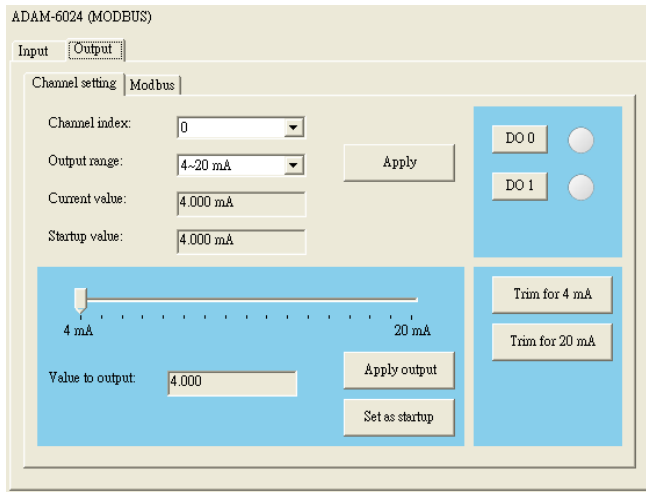 ADAM-6024 (MODBUS)
Input Output
Channel setting Modbus
Channel index: 0
Output range: 4~20 mA
Apply
Current value: 4.000 mA
Startup value: 4.000 mA
DO 0
DO 1
4 mA 20 mA
Value to output: 4.000
Apply output
Set as startup
Trim for 4 mA
Trim for 20 mA